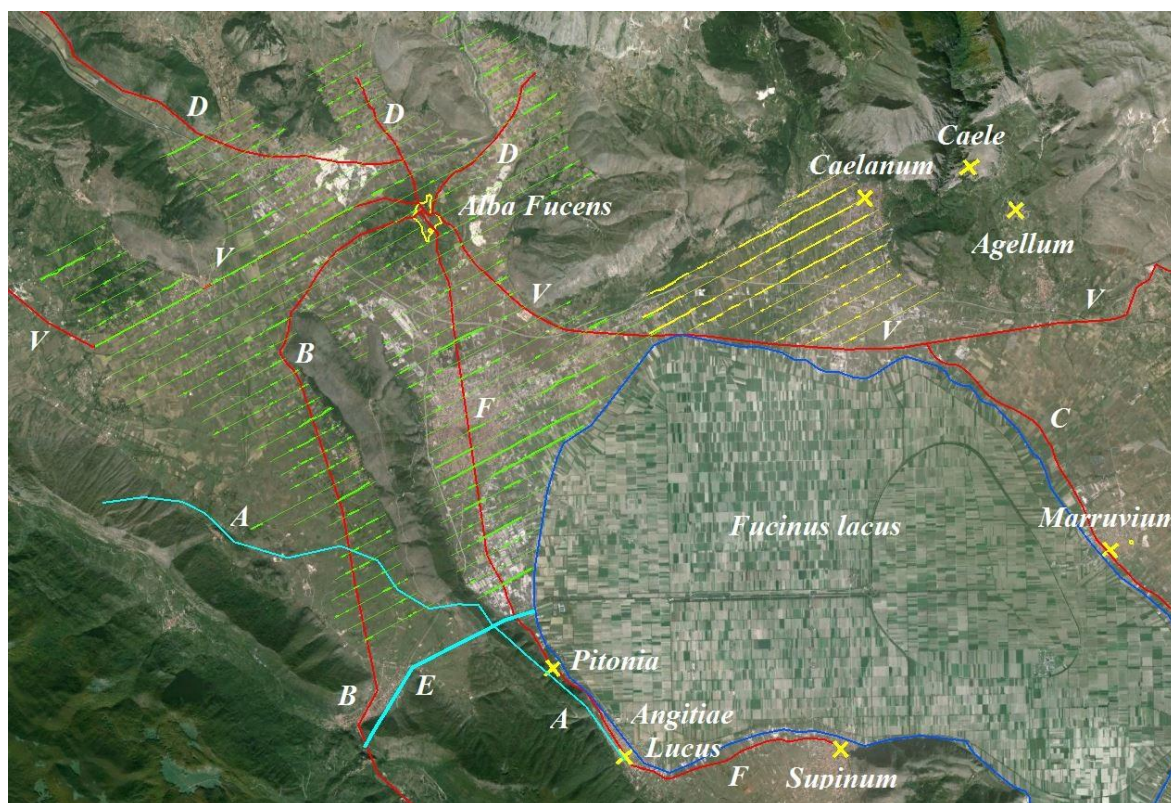 D
D
D
Caele
Caelanum
Alba Fucens
Agellum
V
V
V
V
V
B
F
C
A
Fucinus lacus
Marruvium
Pitonia
E
B
A
Angitiae
Lucus
F
Supinum